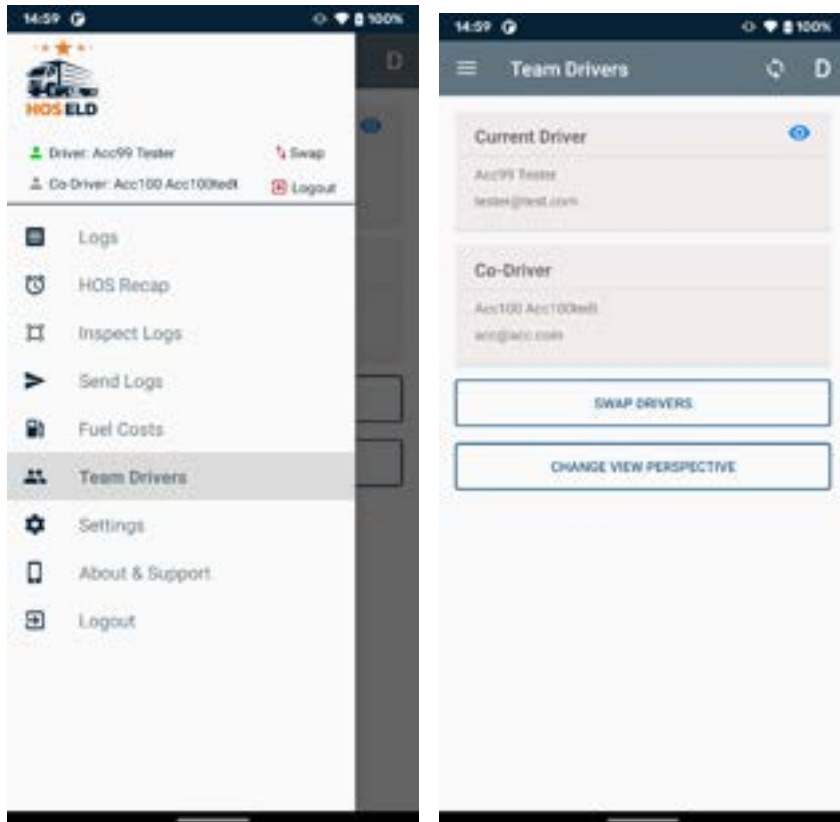 14:59 100%
HOS ELD
Driver: Acc99 Tester Swap
Co-Driver: Acc100 Acc100tedt Logout
D
Logs
HOS Recap
Inspect Logs
Send Logs
Fuel Costs
Team Drivers
Settings
About & Support
Logout
14:59 100%
Team Drivers D
Current Driver
Acc99 Tester
tester@test.com
Co-Driver
Acc100 Acc100tedt
acc@acc.com
SWAP DRIVERS
CHANGE VIEW PERSPECTIVE